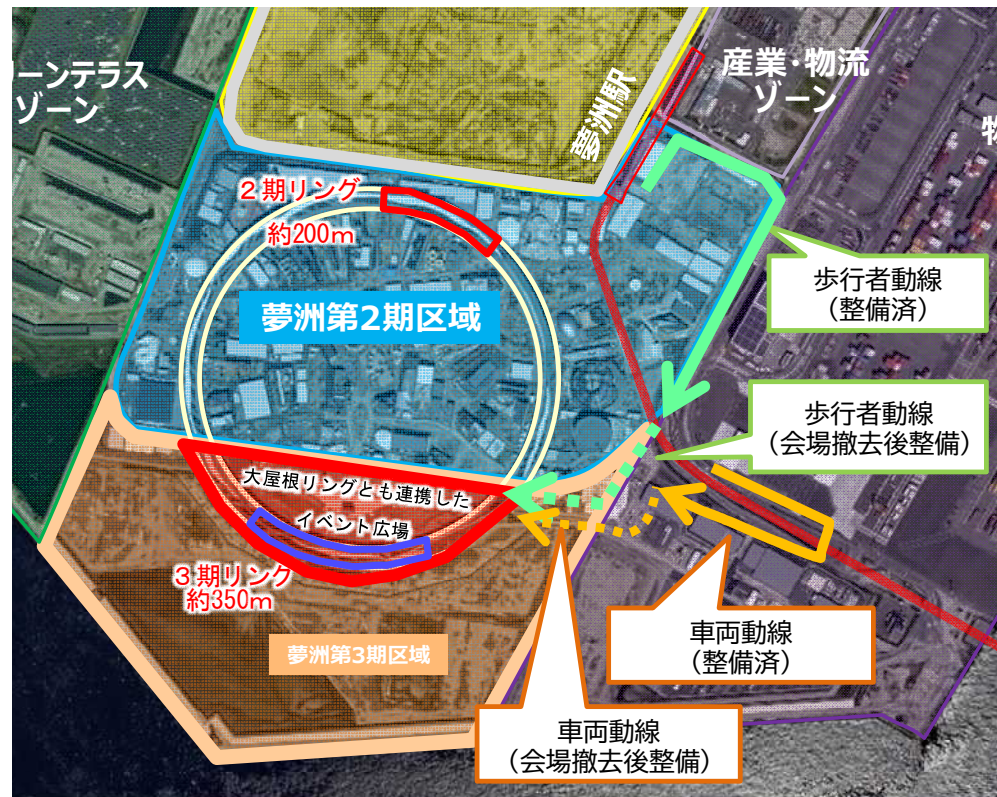 ーンテラス
ゾーン
産業・物流
ゾーン
物
夢洲駅
2期リング
約200m
夢洲第2期区域
歩行者動線
(整備済)
歩行者動線
(会場撤去後整備)
大屋根リングとも連携した
イベント広場
3期リング
約350m
夢洲第3期区域
車両動線
(整備済)
車両動線
(会場撤去後整備)